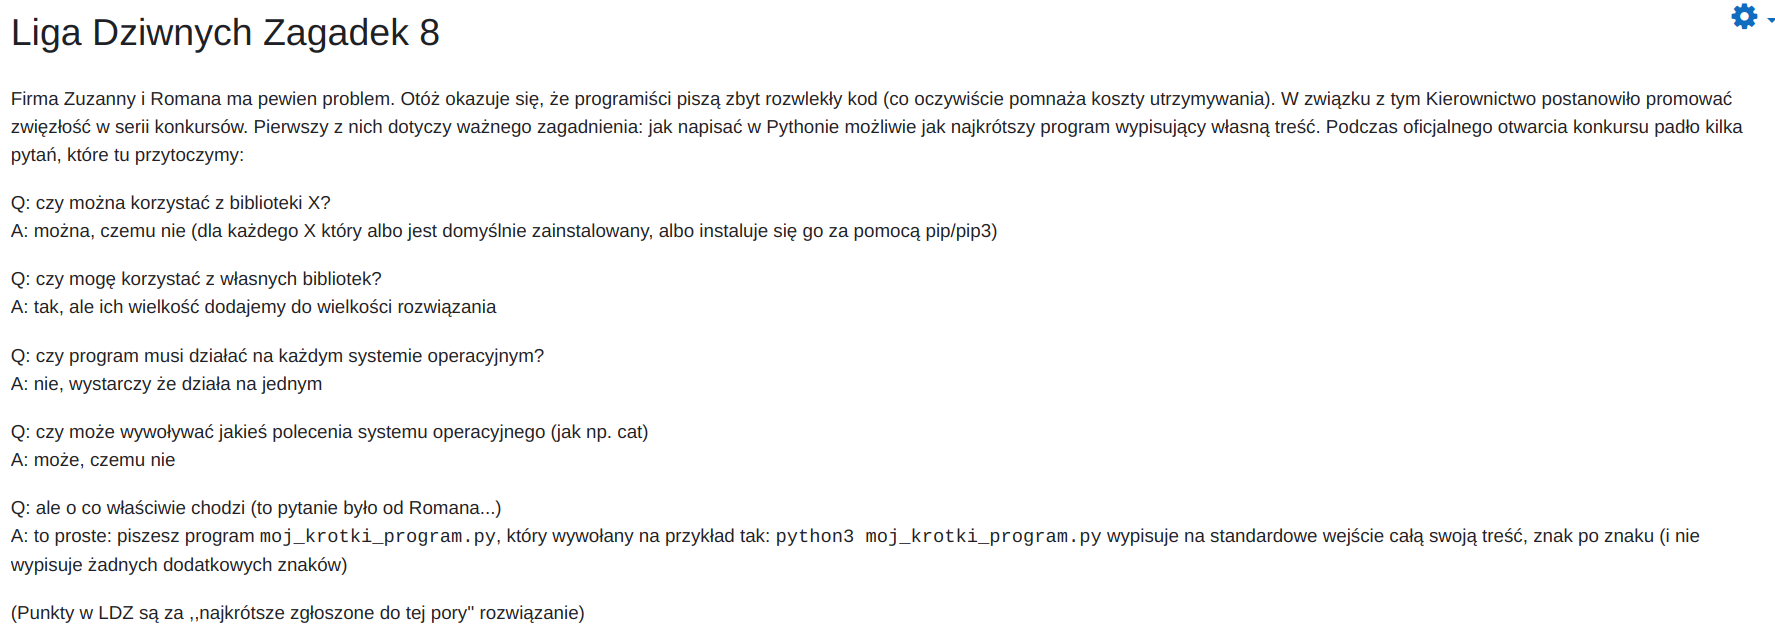 Liga Dziwnych Zagadek 8
Firma Zuzanny i Romana ma pewien problem. Otóż okazuje się, że programiści piszą zbyt rozwlekły kod (co oczywiście pomnaża koszty utrzymywania). W związku z tym Kierownictwo postanowiło promować
zwięzłość w serii konkursów. Pierwszy z nich dotyczy ważnego zagadnienia: jak napisać w Pythonie możliwie jak najkrótszy program wypisujący własną treść. Podczas oficjalnego otwarcia konkursu padło kilka
pytań, które tu przytoczymy:
Q: czy można korzystać z biblioteki X?
A: można, czemu nie (dla każdego X który albo jest domyślnie zainstalowany, albo instaluje się go za pomocą pip/pip3)
Q: czy mogę korzystać z własnych bibliotek?
A: tak, ale ich wielkość dodajemy do wielkości rozwiązania
Q: czy program musi działać na każdym systemie operacyjnym?
A: nie, wystarczy że działa na jednym
Q: czy może wywoływać jakieś polecenia systemu operacyjnego (jak np. cat)
A: może, czemu nie
Q: ale o co właściwie chodzi (to pytanie było od Romana...)
A: to proste: piszesz program moj_krotki_program.py, który wywołany na przykład tak: python3 moj_krotki_program.py wypisuje na standardowe wejście całą swoją treść, znak po znaku (i nie
wypisuje żadnych dodatkowych znaków)
(Punkty w LDZ są za ,,najkrótsze zgłoszone do tej pory" rozwiązanie)